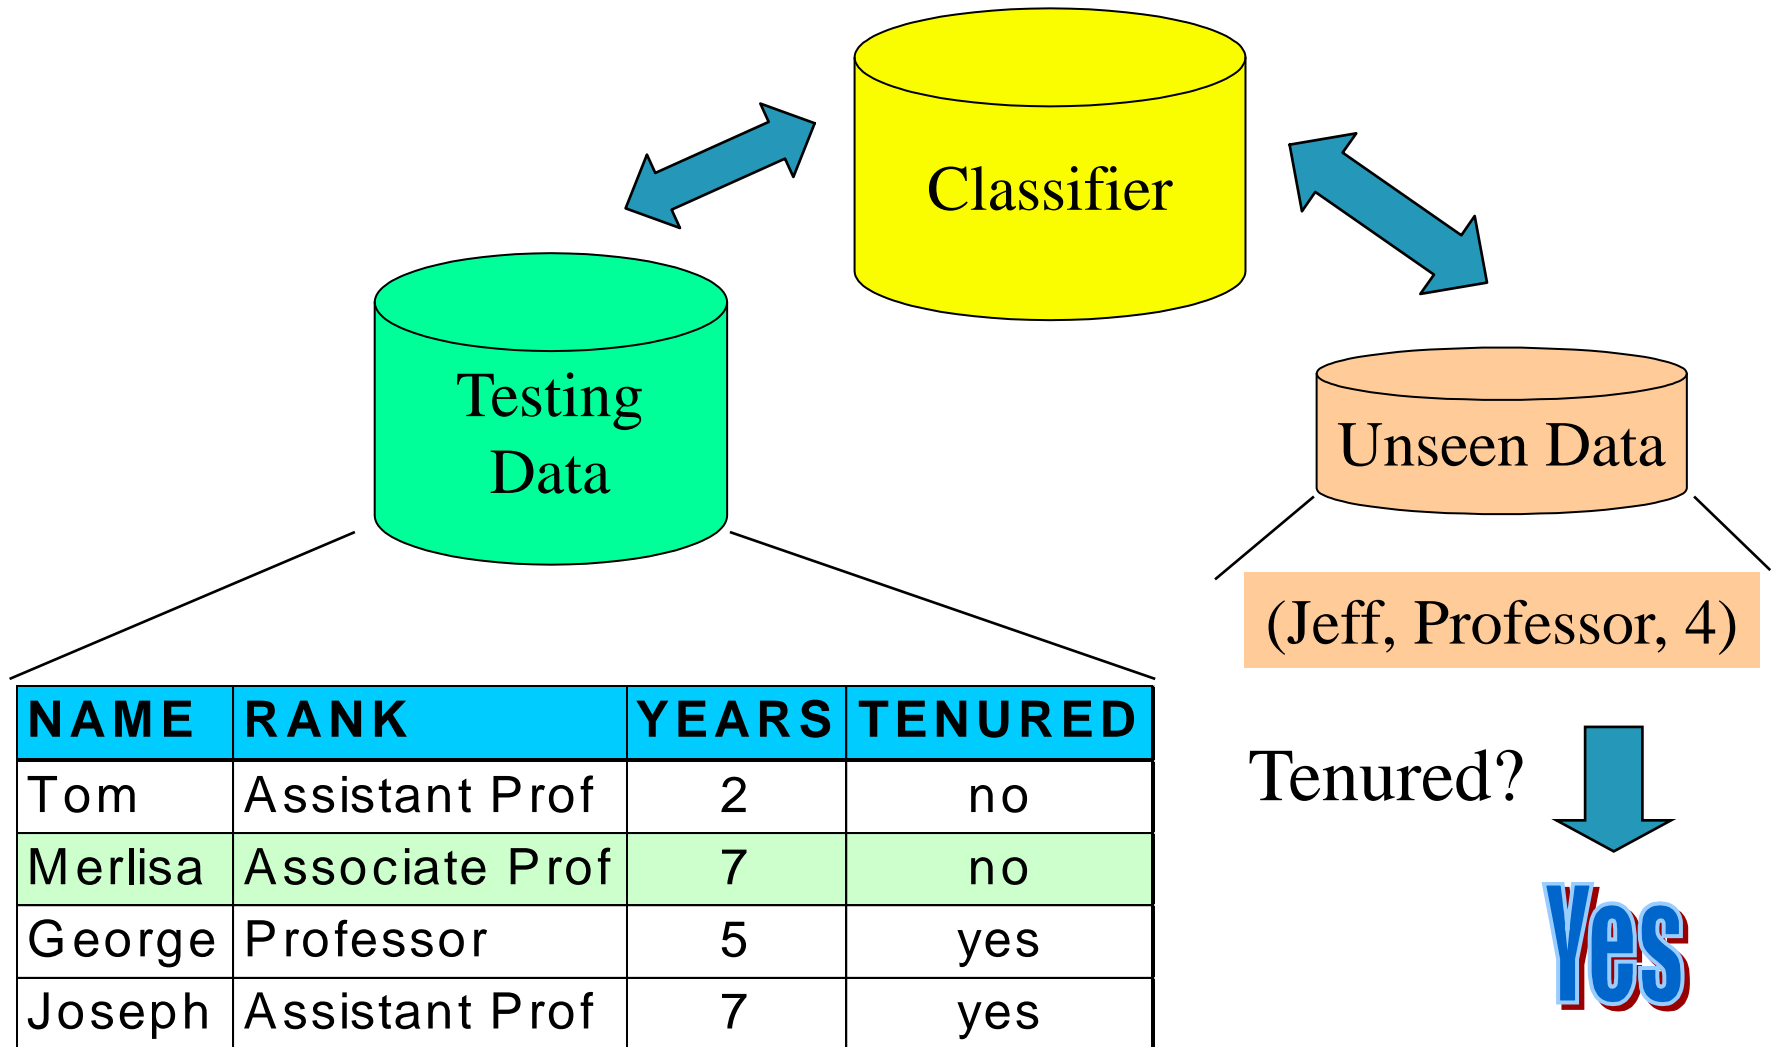 Classifier
Testing
Data
Unseen Data
(Jeff, Professor, 4)
NAME RANK YEARS TENURED
Tom Assistant Prof 2 no
Merlisa Associate Prof 7 no
George Professor 5 yes
Joseph Assistant Prof 7 yes
Tenured?
Yes